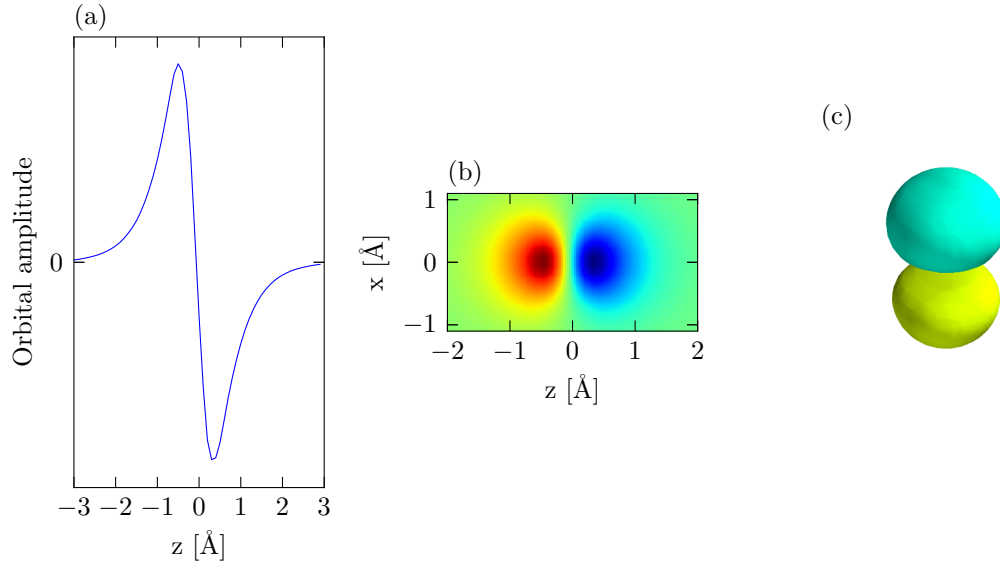 (a)
Orbital amplitude
0
−3 −2 −1 0 1 2 3
z [Å]
(b)
x [Å]
1
0
−1
−2 −1 0 1 2
z [Å]
(c)